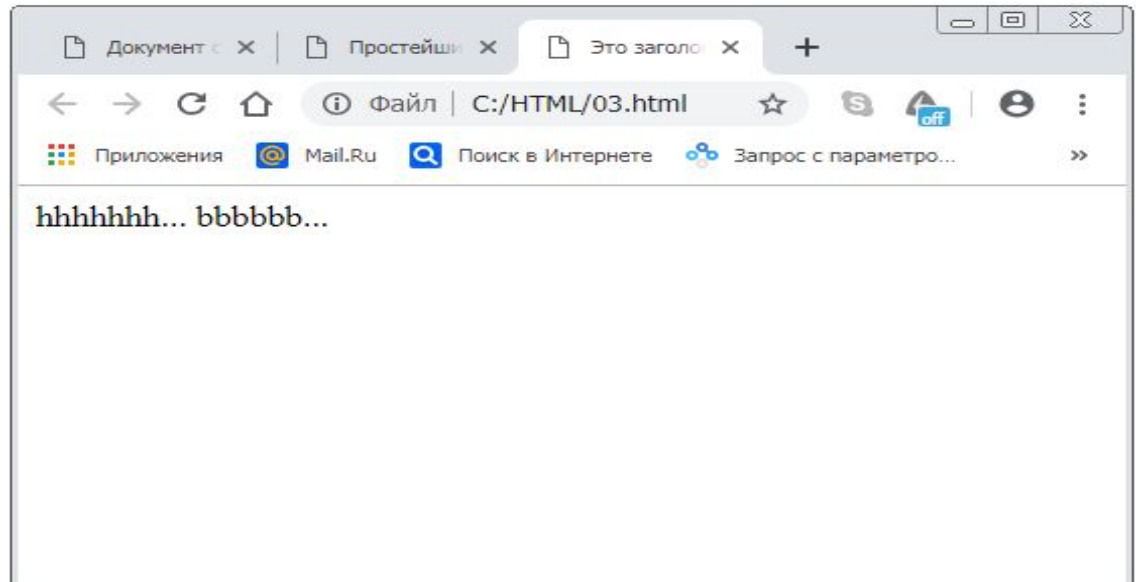 Документ с Простейши Это заголо
Файл | C:/HTML/03.html
off
Приложения Mail.Ru Поиск в Интернете Запрос с параметро... »
hhhhhhh... bbbbbb...